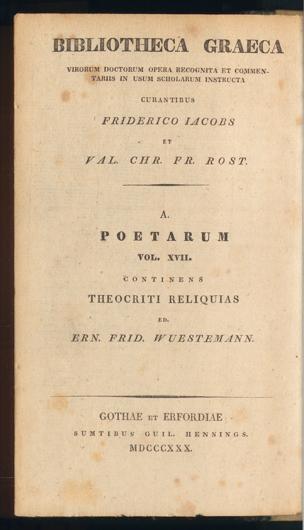 BIBLIOTHECA GRAECA
VIRORUM DOCTORUM OPERA RECOGNITA ET COMMEN-
TARIIS IN USUM SCHOLARUM INSTRUCTA
CURANTIBUS
FRIDERICO IACOBS
ET
VAL. CHR. FR. ROST.
A.
POETARUM
VOL. XVII.
CONTINENS
THEOCRITI RELIQUIAS
ED.
ERN. FRID. WUESTEMANN.
GOTHAE ET ERFORDIAE
SUMTIBUS GUIL. HENNINGS.
MDCCCXXX.